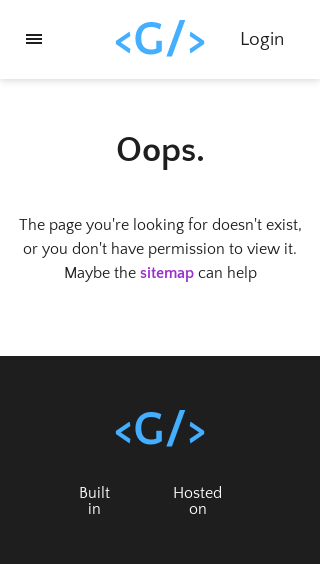 <G/>
Login
Oops.
The page you're looking for doesn't exist,
or you don't have permission to view it.
Maybe the sitemap can help
<G/>
Built
in
Hosted
on